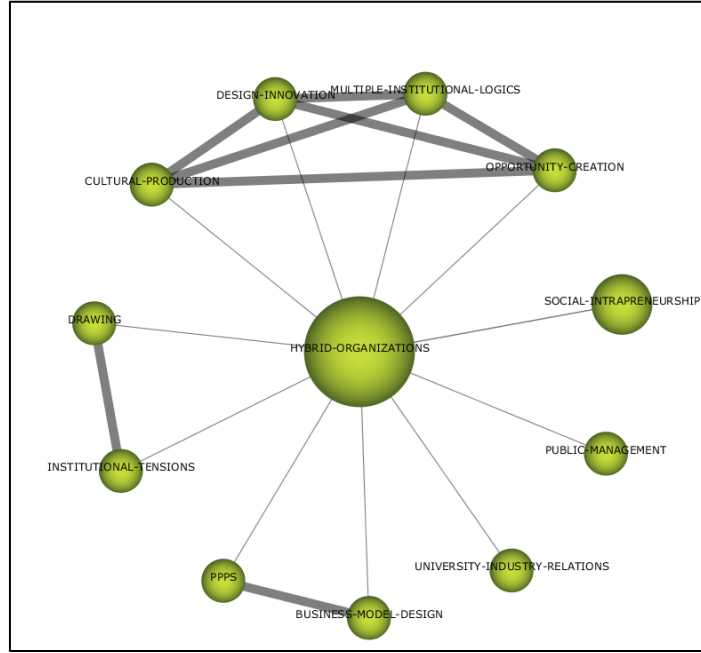 MULTIPLE-INSTITUTIONAL-LOGICS
DESIGN-INNOVATION
OPPORTUNITY-CREATION
CULTURAL-PRODUCTION
SOCIAL-INTRAPRENEURSHIP
DRAWING
HYBRID-ORGANIZATIONS
PUBLIC-MANAGEMENT
INSTITUTIONAL-TENSIONS
UNIVERSITY-INDUSTRY-RELATIONS
PPPS
BUSINESS-MODEL-DESIGN